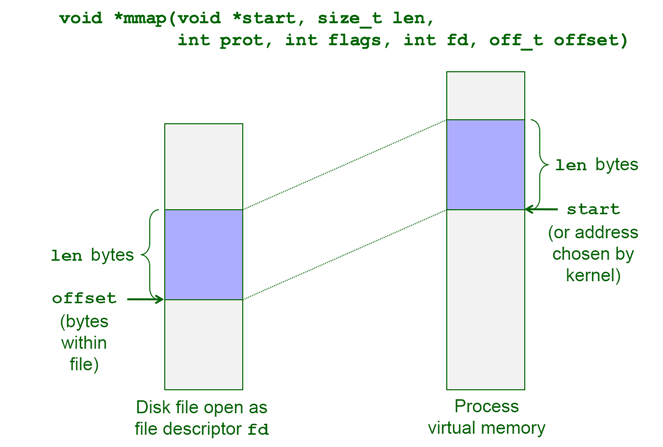 void *mmap(void *start, size_t len,
int prot, int flags, int fd, off_t offset)
len bytes
start
(or address
chosen by
kernel)
len bytes
offset
(bytes
within
file)
Disk file open as
file descriptor fd
Process
virtual memory